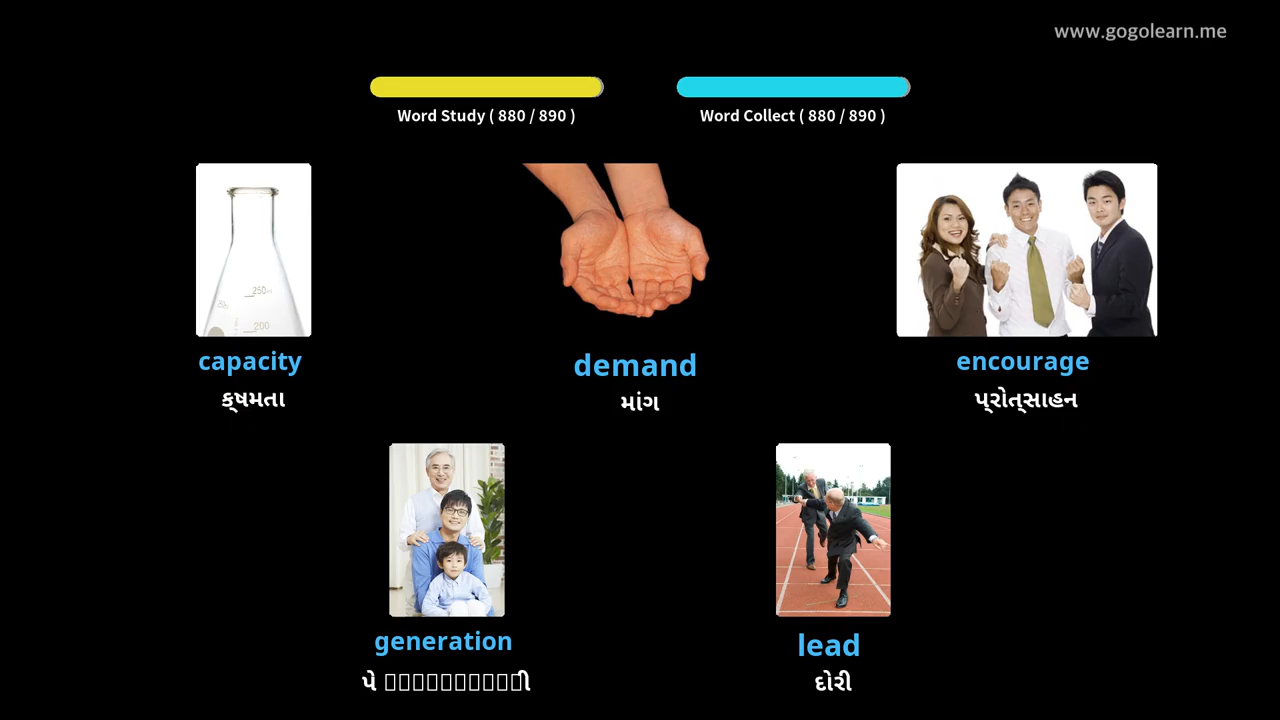 www.gogolearn.me
Word Study ( 880 / 890 )
Word Collect ( 880 / 890 )
capacity
ક્ષમતા
demand
માંગ
encourage
પ્રોત્સાહન
generation
પે
lead
દોરી